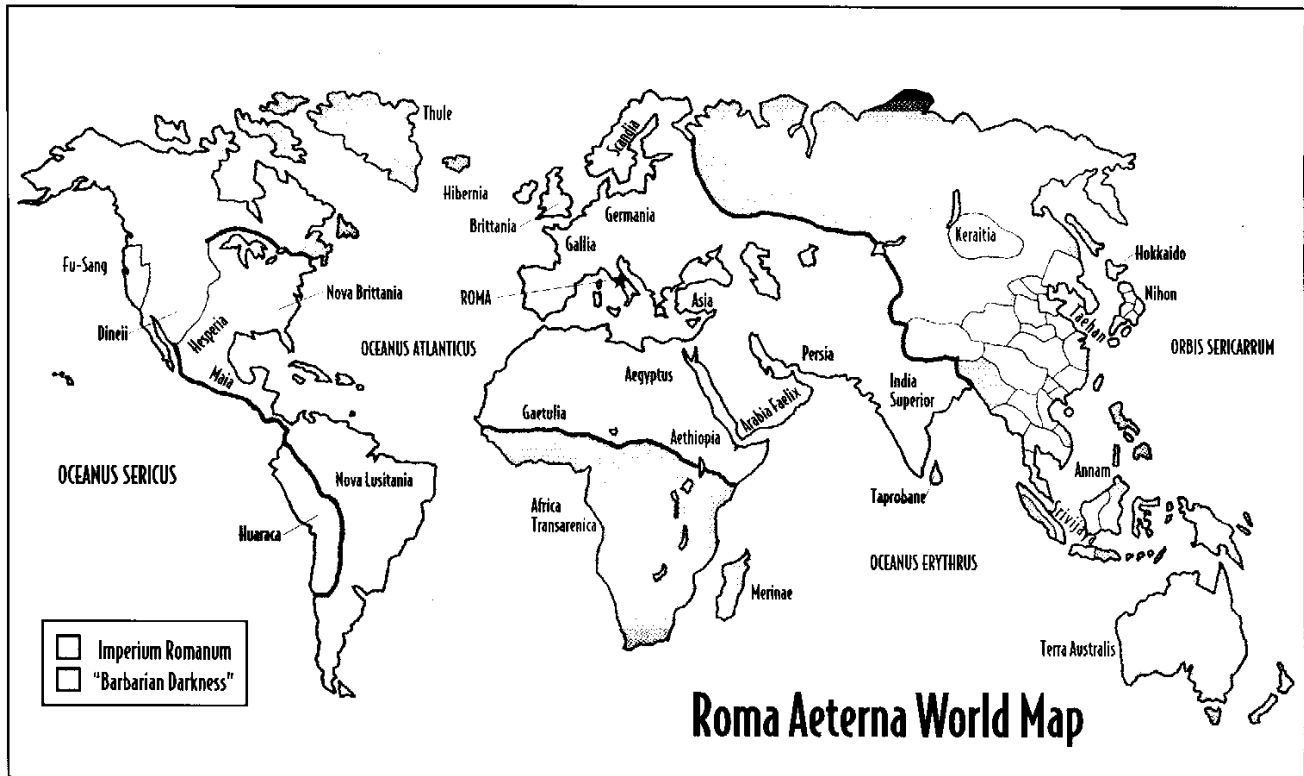 Thule
Scandia
Hibernia
Brittania
Germania
Gallia
Keraitia
Hokkaido
Fu-Sang
Nova Brittania
ROMA
Asia
Nihon
Taehan
Dineii
Hesperia
OCEANUS ATLANTICUS
ORBIS SERICARRUM
Maia
Aegyptus
Persia
India
Superior
Arabia Faelix
Gaetulia
Aethiopia
OCEANUS SERICUS
Nova Lusitania
Annam
Taprobane
Africa
Transarenica
Srivijaya
Huaraca
OCEANUS ERYTHRUS
Merinae
Imperium Romanum
"Barbarian Darkness"
Terra Australis
Roma Aeterna World Map